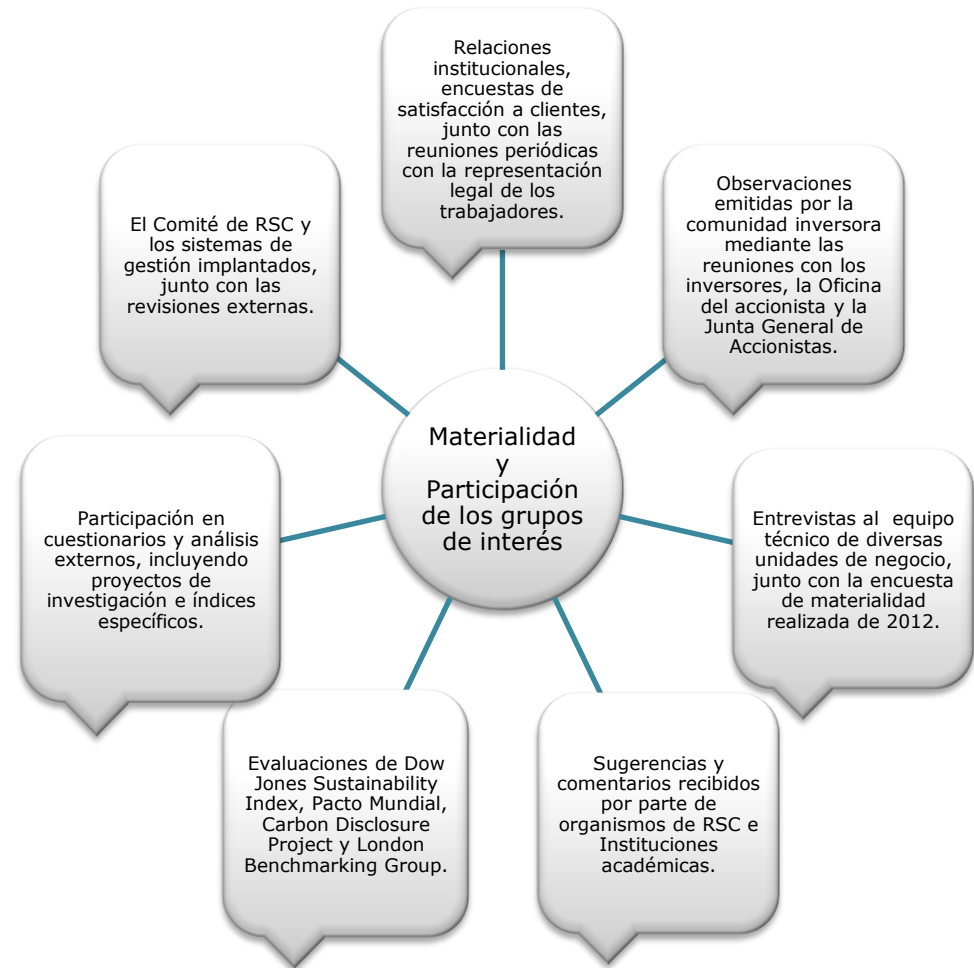 Relaciones
institucionales,
encuestas de
satisfacción a clientes,
junto con las
reuniones periódicas
con la representación
legal de los
trabajadores.
Observaciones
emitidas por la
comunidad inversora
mediante las
reuniones con los
inversores, la Oficina
del accionista y la
Junta General de
Accionistas.
Entrevistas al equipo
técnico de diversas
unidades de negocio,
junto con la encuesta
de materialidad
realizada de 2012.
Sugerencias y
comentarios recibidos
por parte de
organismos de RSC e
Instituciones
académicas.
Evaluaciones de Dow
Jones Sustainability
Index, Pacto Mundial,
Carbon Disclosure
Project y London
Benchmarking Group.
Participación en
cuestionarios y análisis
externos, incluyendo
proyectos de
investigación e índices
específicos.
El Comité de RSC y
los sistemas de
gestión implantados,
junto con las
revisiones externas.
Materialidad
y
Participación
de los grupos
de interés